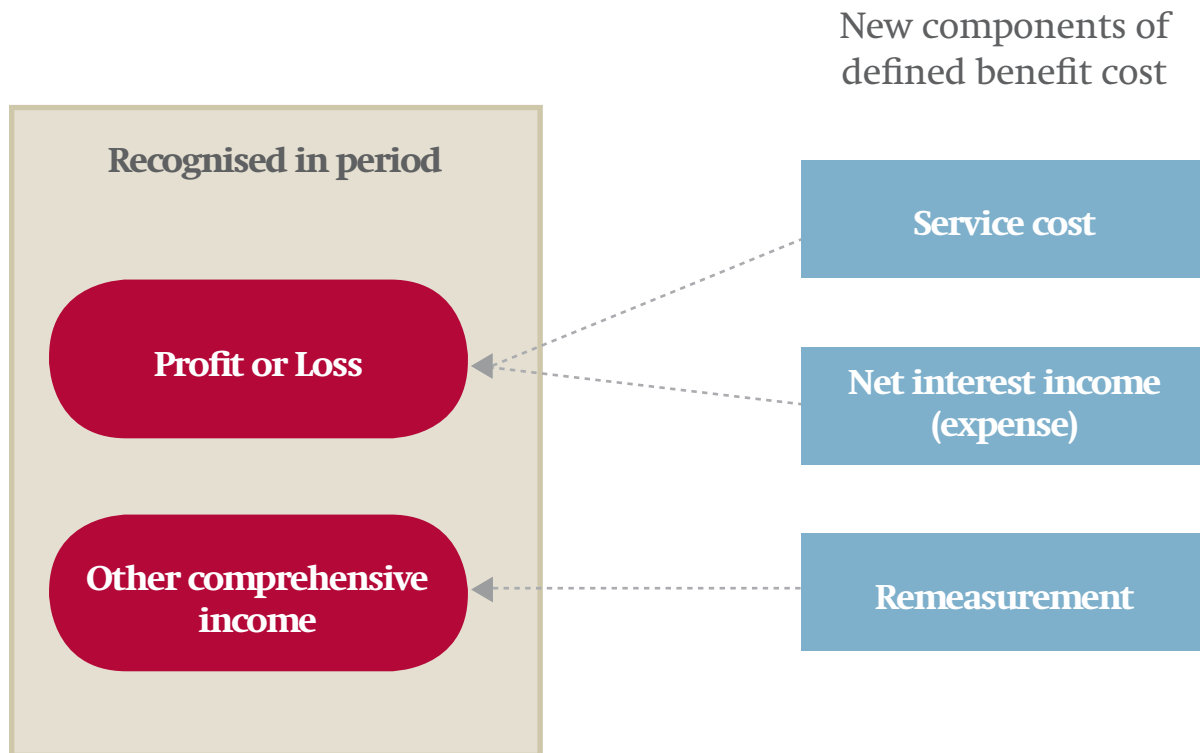 New components of
defined benefit cost
Recognised in period
Profit or Loss
Other comprehensive
income
Service cost
Net interest income
(expense)
Remeasurement